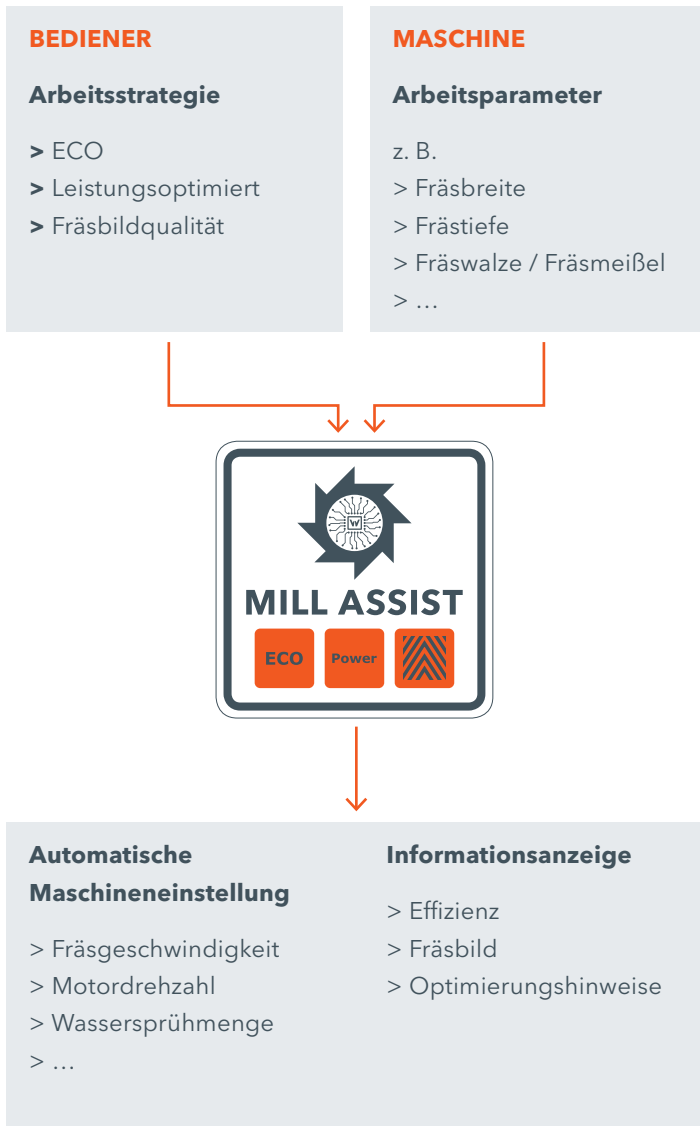 BEDIENER
Arbeitsstrategie
> ECO
> Leistungsoptimiert
> Fräsbildqualität
MASCHINE
Arbeitsparameter
z. B.
> Fräsbreite
> Frästiefe
> Fräswalze / Fräsmeißel
> ...
W
MILL ASSIST
ECO
Power
Automatische
Maschineneinstellung
> Fräsgeschwindigkeit
> Motordrehzahl
> Wassersprühmenge
> ...
Informationsanzeige
> Effizienz
> Fräsbild
> Optimierungshinweise